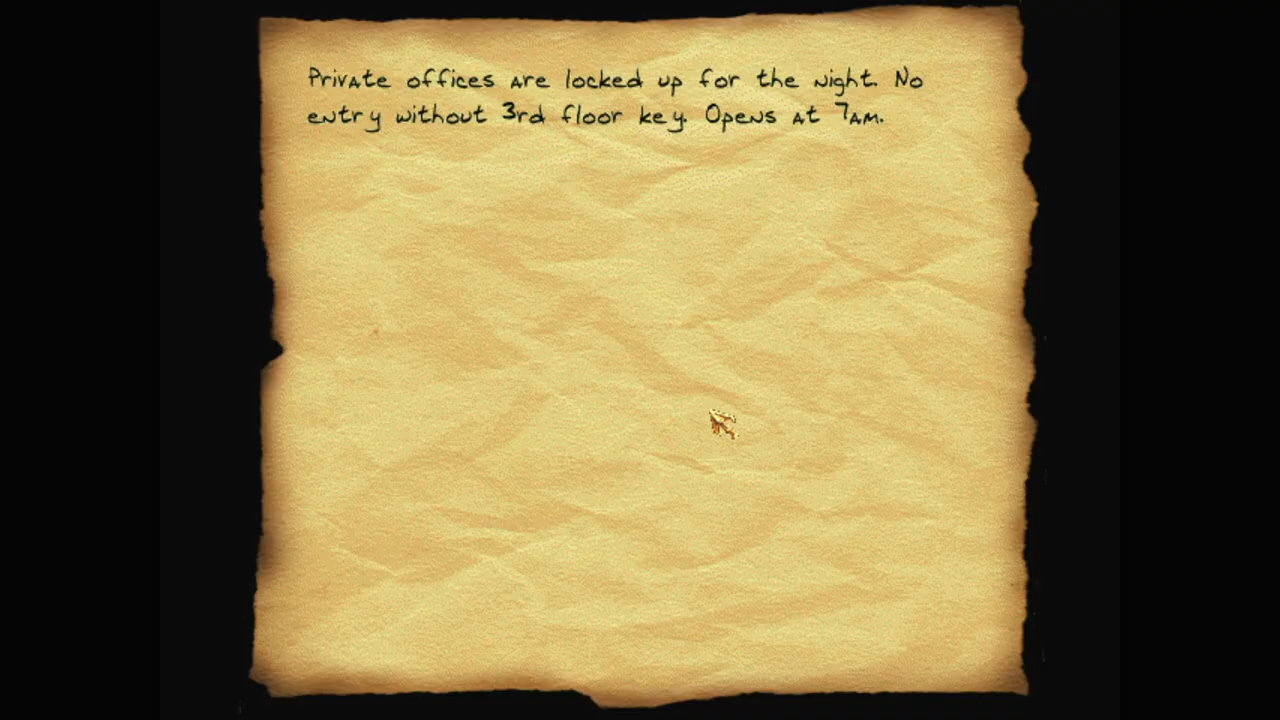 Private offices are locked up for the night. No
entry without 3rd floor key. Opens at 7am.